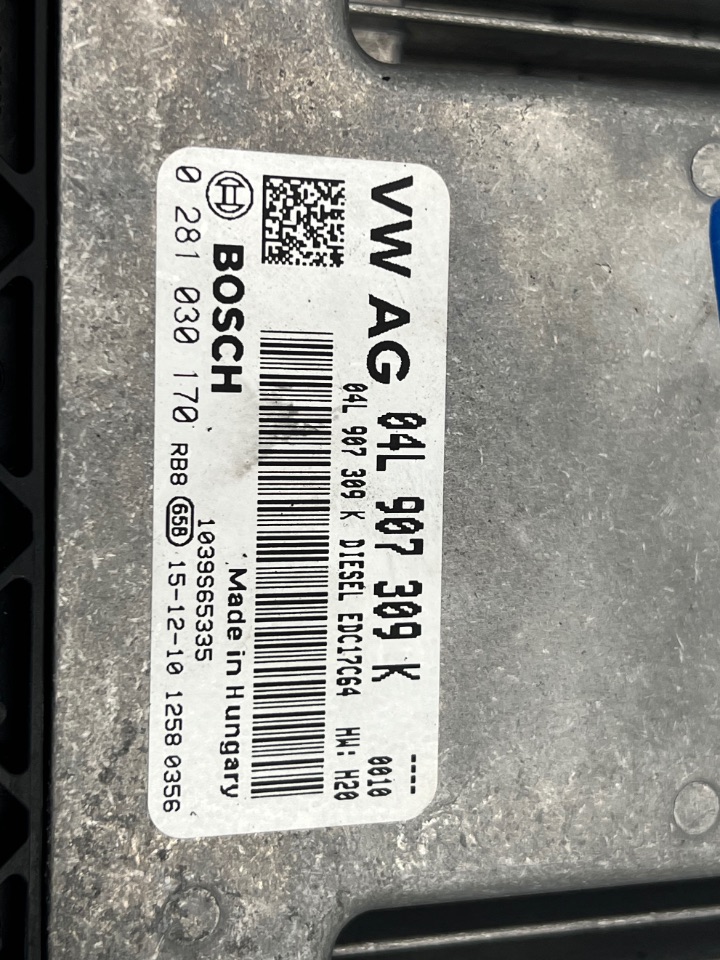 VW AG 04L 907 309 K ----
04L 907 309 K DIESEL EDC17C64 HW: H20 0010
BOSCH Made in Hungary
1039S65335
0 281 030 170 RB8 65B 15-12-10 1258 0356